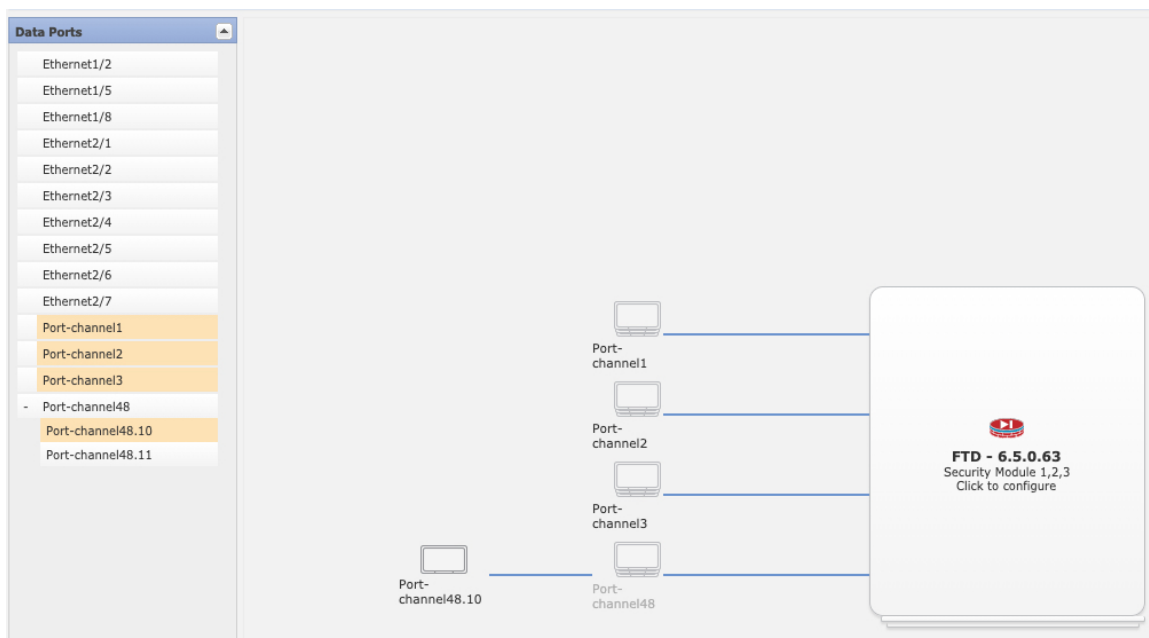 Data Ports
Ethernet1/2
Ethernet1/5
Ethernet1/8
Ethernet2/1
Ethernet2/2
Ethernet2/3
Ethernet2/4
Ethernet2/5
Ethernet2/6
Ethernet2/7
Port-channel1
Port-channel2
Port-channel3
- Port-channel48
Port-channel48.10
Port-channel48.11
Port-
channel1
Port-
channel2
Port-
channel3
Port-
channel48.10
Port-
channel48
FTD - 6.5.0.63
Security Module 1,2,3
Click to configure